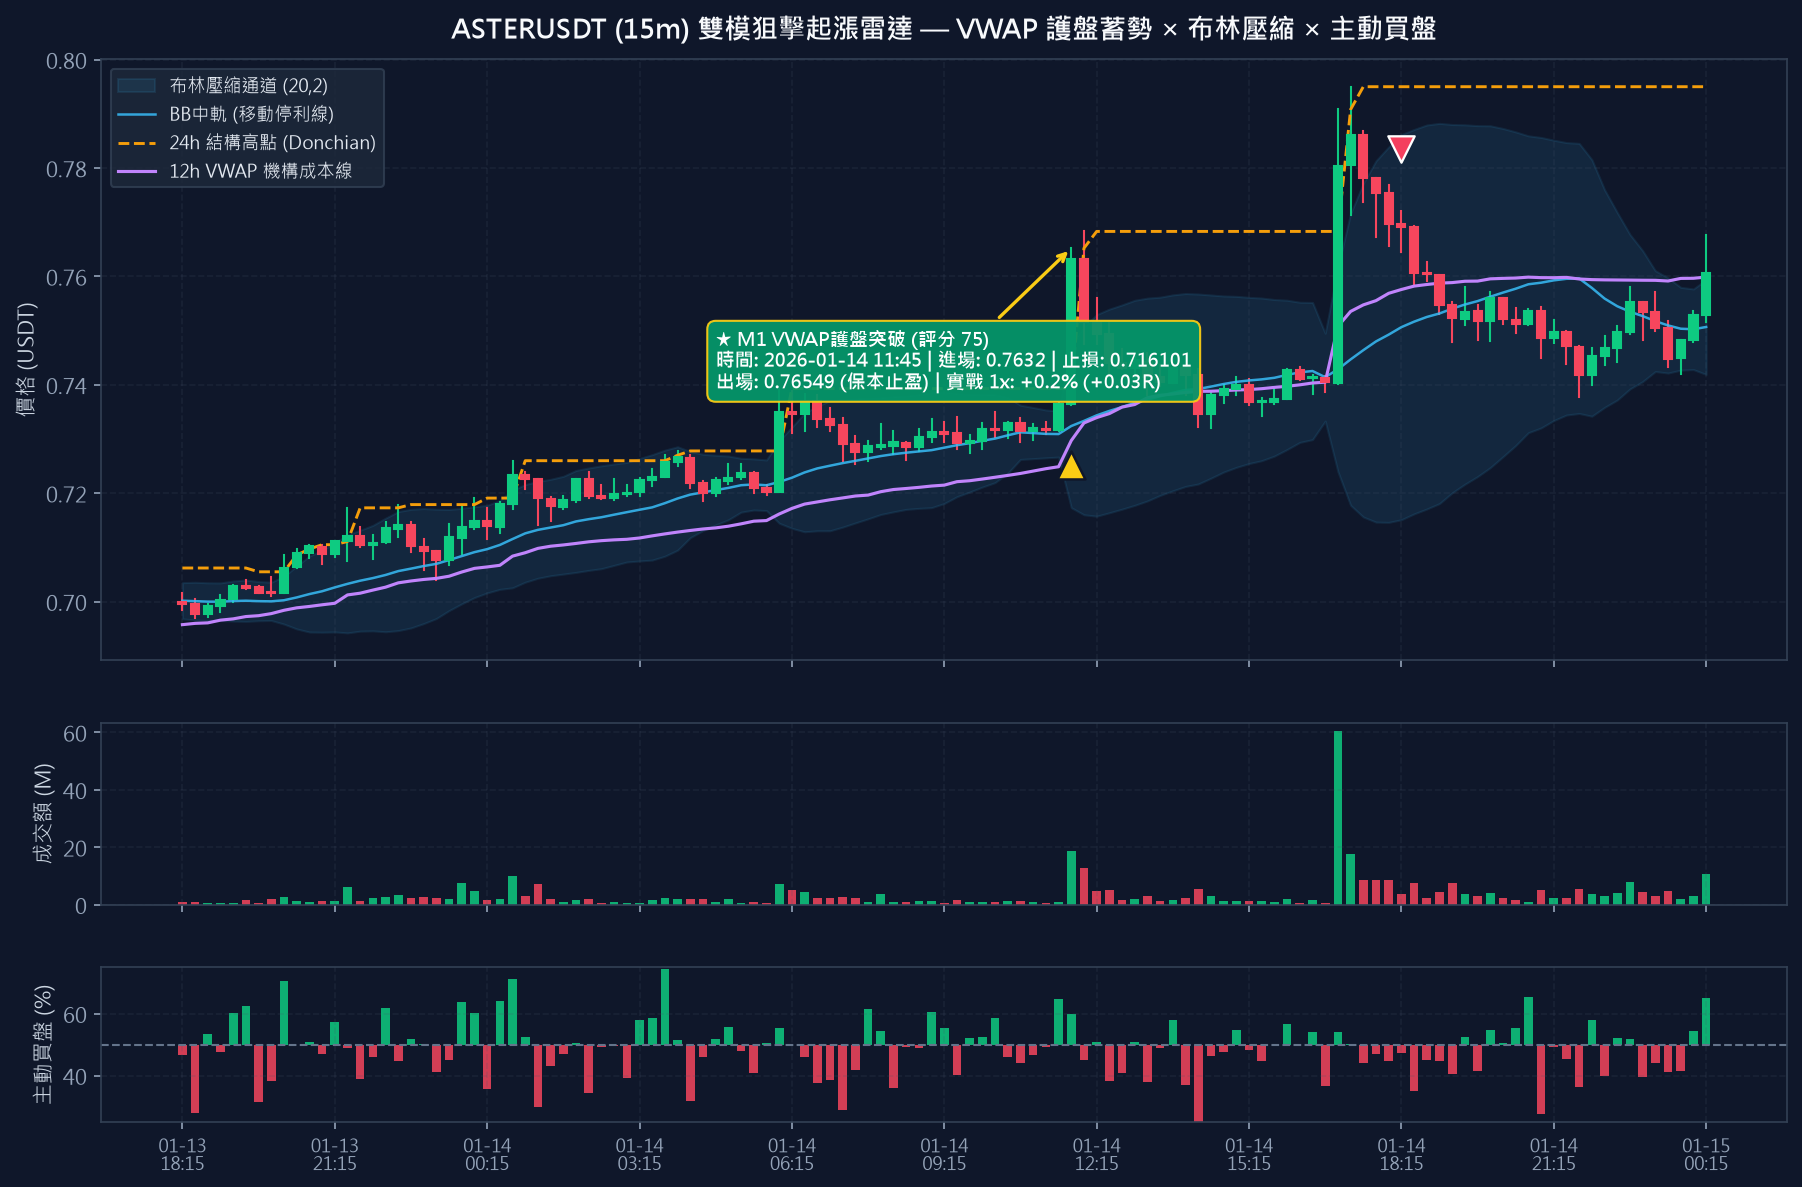 ASTERUSDT (15m) 雙模狙擊起漲雷達 — VWAP 護盤蓄勢 × 布林壓縮 × 主動買盤
布林壓縮通道 (20,2)
BB中軌 (移動停利線)
24h 結構高點 (Donchian)
12h VWAP 機構成本線
價格 (USDT)
0.80
0.78
0.76
0.74
0.72
0.70
★ M1 VWAP護盤突破 (評分 75)
時間: 2026-01-14 11:45 | 進場: 0.7632 | 止損: 0.716101
出場: 0.76549 (保本止盈) | 實戰 1x: +0.2% (+0.03R)
成交額 (M)
60
40
20
0
主動買盤 (%)
60
40
01-13 18:15
01-13 21:15
01-14 00:15
01-14 03:15
01-14 06:15
01-14 09:15
01-14 12:15
01-14 15:15
01-14 18:15
01-14 21:15
01-15 00:15